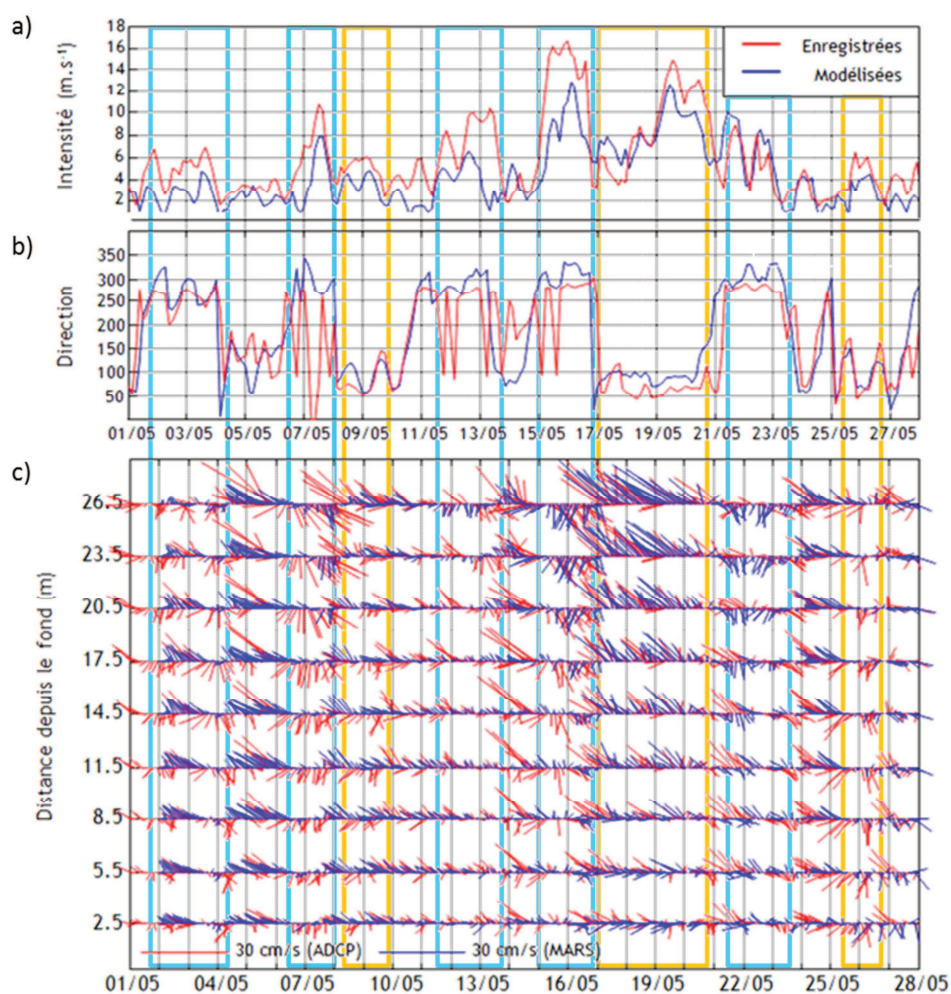 a)
18
16
14
12
10
8
6
4
2
Intensité (m.s⁻¹)
Enregistrées
Modélisées
b)
350
300
250
200
150
100
50
Direction
01/05 03/05 05/05 07/05 09/05 11/05 13/05 15/05 17/05 19/05 21/05 23/05 25/05 27/05
c)
26.5
23.5
20.5
17.5
14.5
11.5
8.5
5.5
2.5
Distance depuis le fond (m)
30 cm/s (ADCP) 30 cm/s (MARS)
01/05 04/05 07/05 10/05 13/05 16/05 19/05 22/05 25/05 28/05